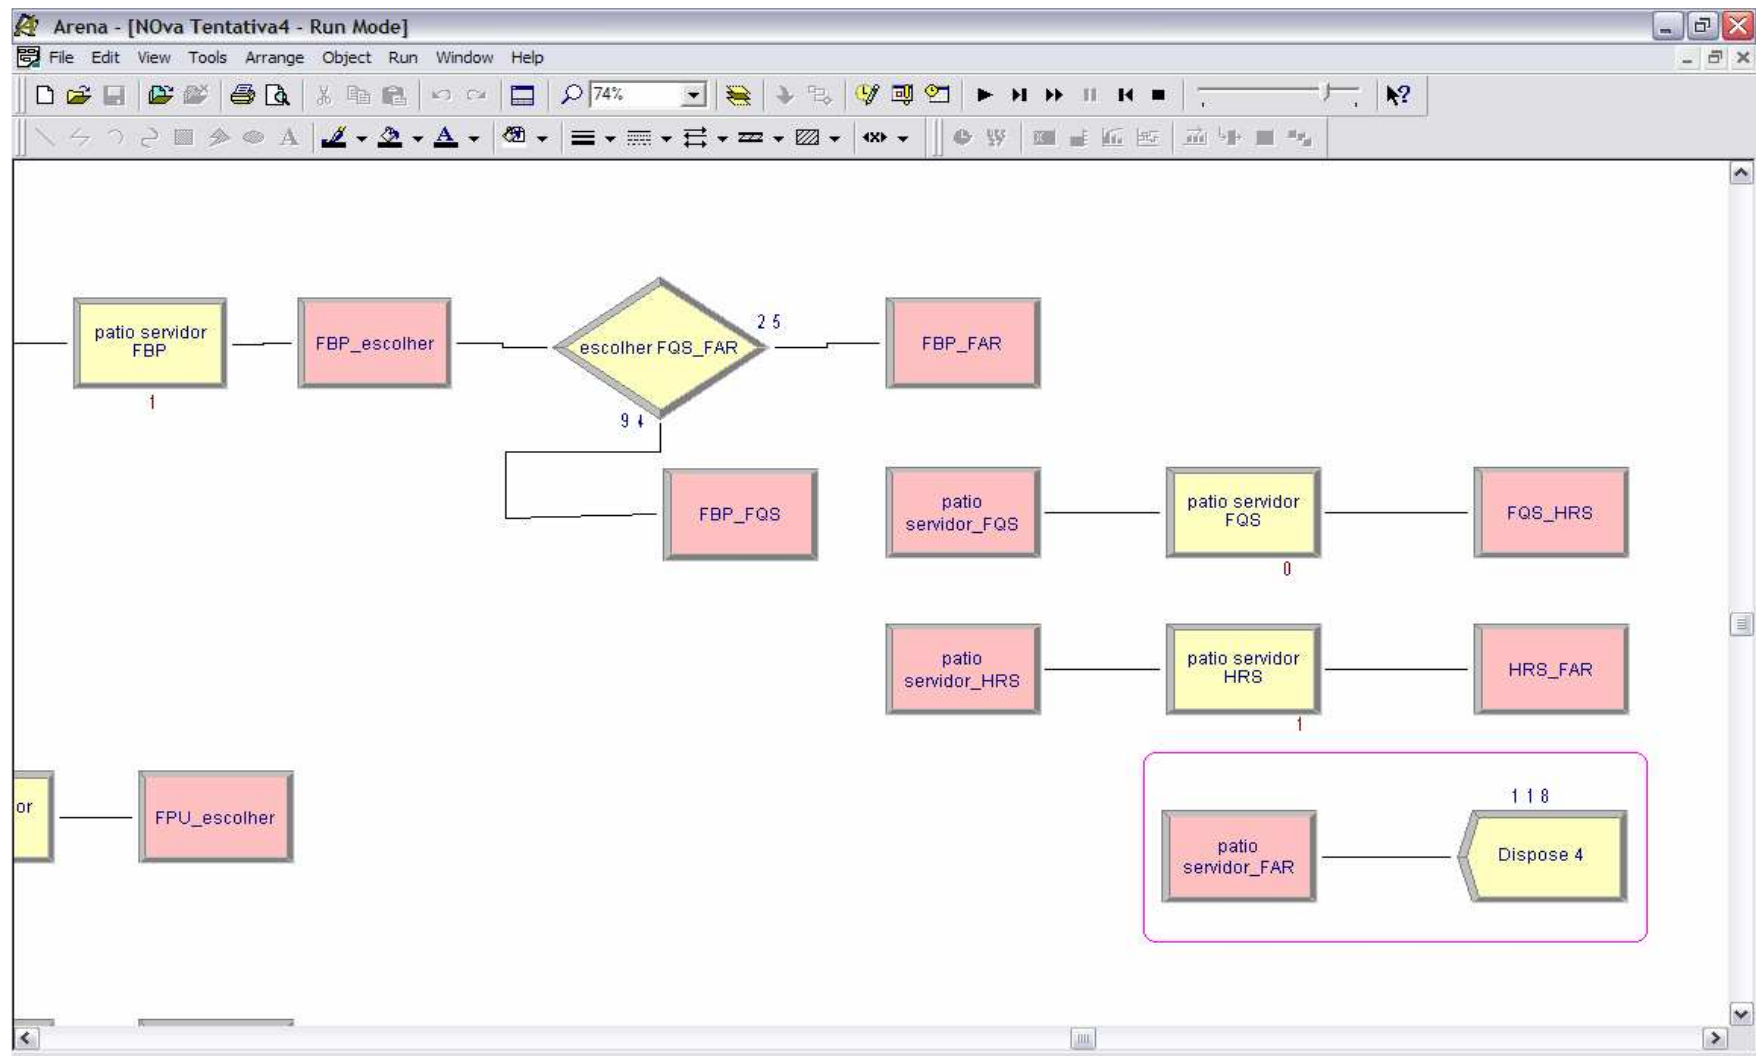 Arena - [NOva Tentativa4 - Run Mode]
File Edit View Tools Arrange Object Run Window Help
74%
patio servidor
FBP
1
FBP_escolher
escolher FQS_FAR
2 5
9
FBP_FAR
FBP_FQS
patio
servidor_FQS
patio servidor
FQS
0
FQS_HRS
patio
servidor_HRS
patio servidor
HRS
1
HRS_FAR
or
FPU_escolher
patio
servidor_FAR
1 1 8
Dispose 4